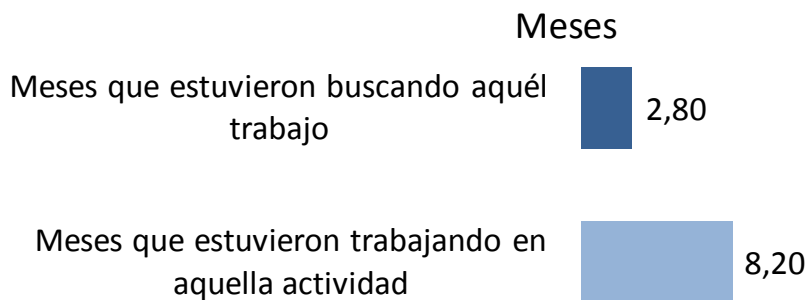 Meses
Meses que estuvieron buscando aquél
trabajo
2,80
Meses que estuvieron trabajando en
aquella actividad
8,20